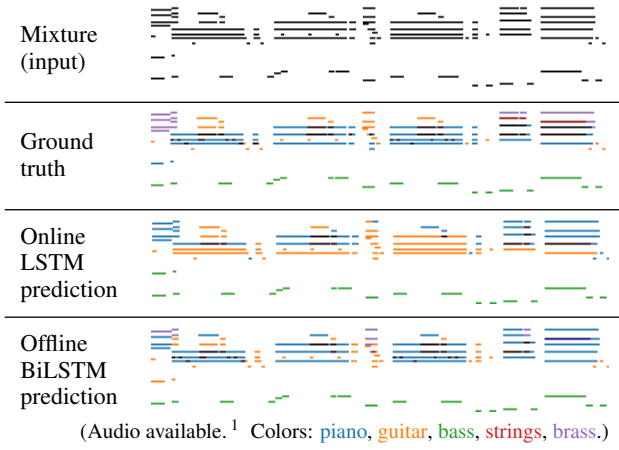 Mixture
(input)
Ground
truth
Online
LSTM
prediction
Offline
BiLSTM
prediction
(Audio available. 1 Colors: piano, guitar, bass, strings, brass.)